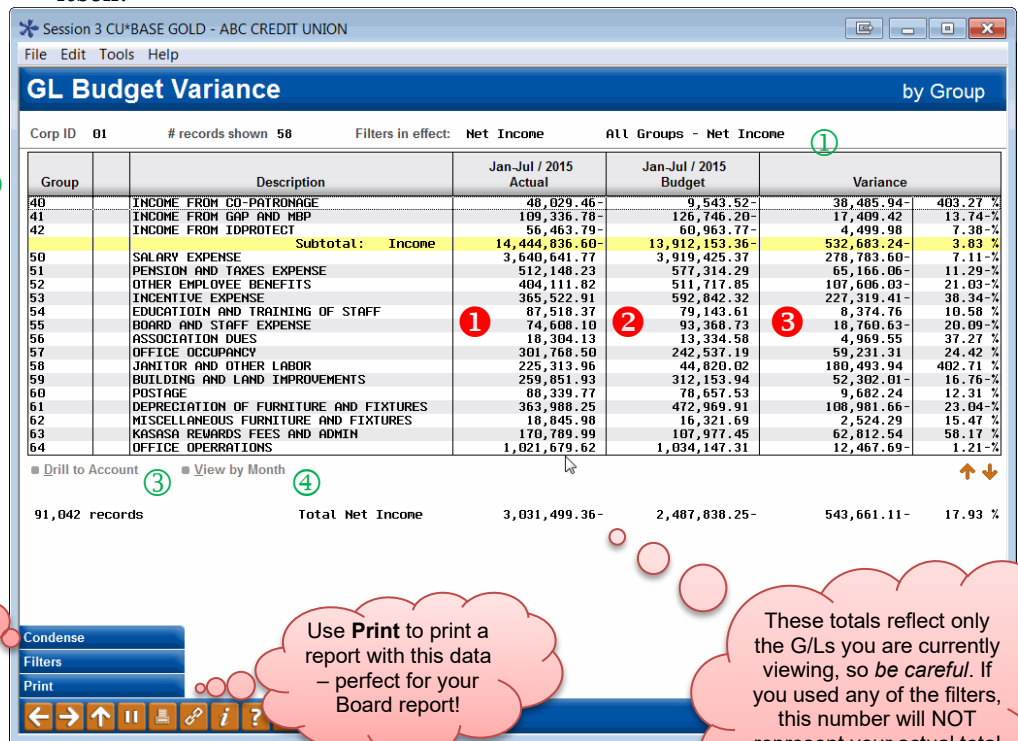 Session 3 CU*BASE GOLD - ABC CREDIT UNION
File Edit Tools Help
GL Budget Variance by Group
Corp ID 01 # records shown 58 Filters in effect: Net Income All Groups - Net Income ①
Group Description Jan-Jul / 2015 Actual Jan-Jul / 2015 Budget Variance
40 INCOME FROM CO-PATRONAGE 48,029.46- 9,543.52- 38,485.94- 403.27 %
41 INCOME FROM GAP AND MBP 109,336.78- 126,746.20- 17,409.42 13.74-%
42 INCOME FROM IDPROTECT 56,463.79- 60,963.77- 4,499.98 7.38-%
Subtotal: Income 14,444,836.60- 13,912,153.36- 532,683.24- 3.83 %
50 SALARY EXPENSE 3,640,641.77 3,919,425.37 278,783.60- 7.11-%
51 PENSION AND TAXES EXPENSE 512,148.23 577,314.29 65,166.06- 11.29-%
52 OTHER EMPLOYEE BENEFITS 404,111.82 511,717.85 107,606.03- 21.03-%
53 INCENTIVE EXPENSE 365,522.91 592,842.32 227,319.41- 38.34-%
54 EDUCATIOIN AND TRAINING OF STAFF 87,518.37 79,143.61 8,374.76 10.58 %
55 BOARD AND STAFF EXPENSE 74,608.10 93,368.73 18,760.63- 20.09-%
❶ ❷ ❸
56 ASSOCIATION DUES 18,304.13 13,334.58 4,969.55 37.27 %
57 OFFICE OCCUPANCY 301,768.50 242,537.19 59,231.31 24.42 %
58 JANITOR AND OTHER LABOR 225,313.96 44,820.02 180,493.94 402.71 %
59 BUILDING AND LAND IMPROVEMENTS 259,851.93 312,153.94 52,302.01- 16.76-%
60 POSTAGE 88,339.77 78,657.53 9,682.24 12.31 %
61 DEPRECIATION OF FURNITURE AND FIXTURES 363,988.25 472,969.91 108,981.66- 23.04-%
62 MISCELLANEOUS FURNITURE AND FIXTURES 18,845.98 16,321.69 2,524.29 15.47 %
63 KASASA REWARDS FEES AND ADMIN 170,789.99 107,977.45 62,812.54 58.17 %
64 OFFICE OPERRATIONS 1,021,679.62 1,034,147.31 12,467.69- 1.21-%
Drill to Account ③ View by Month ④
91,042 records Total Net Income 3,031,499.36- 2,487,838.25- 543,661.11- 17.93 %
Condense
Filters
Print
Use Print to print a
report with this data
– perfect for your
Board report!
These totals reflect only
the G/Ls you are currently
viewing, so be careful. If
you used any of the filters,
this number will NOT
represent your actual total